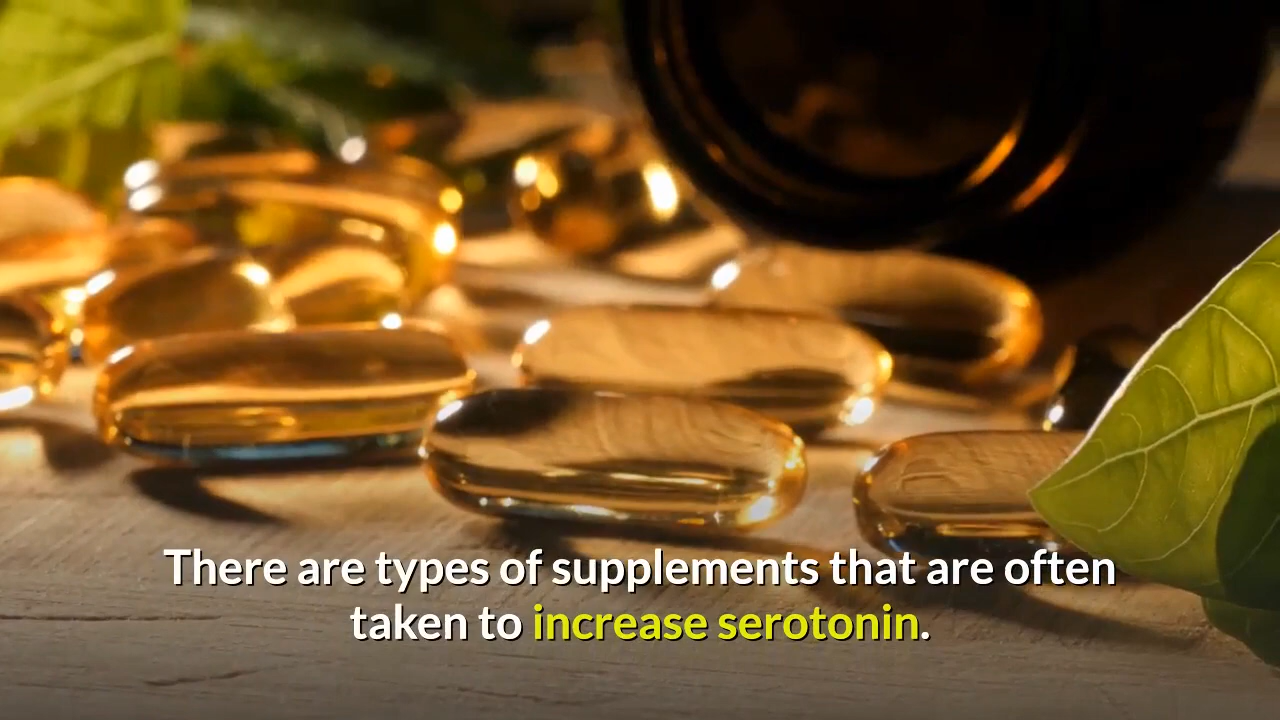 There are types of supplements that are often
taken to increase serotonin.